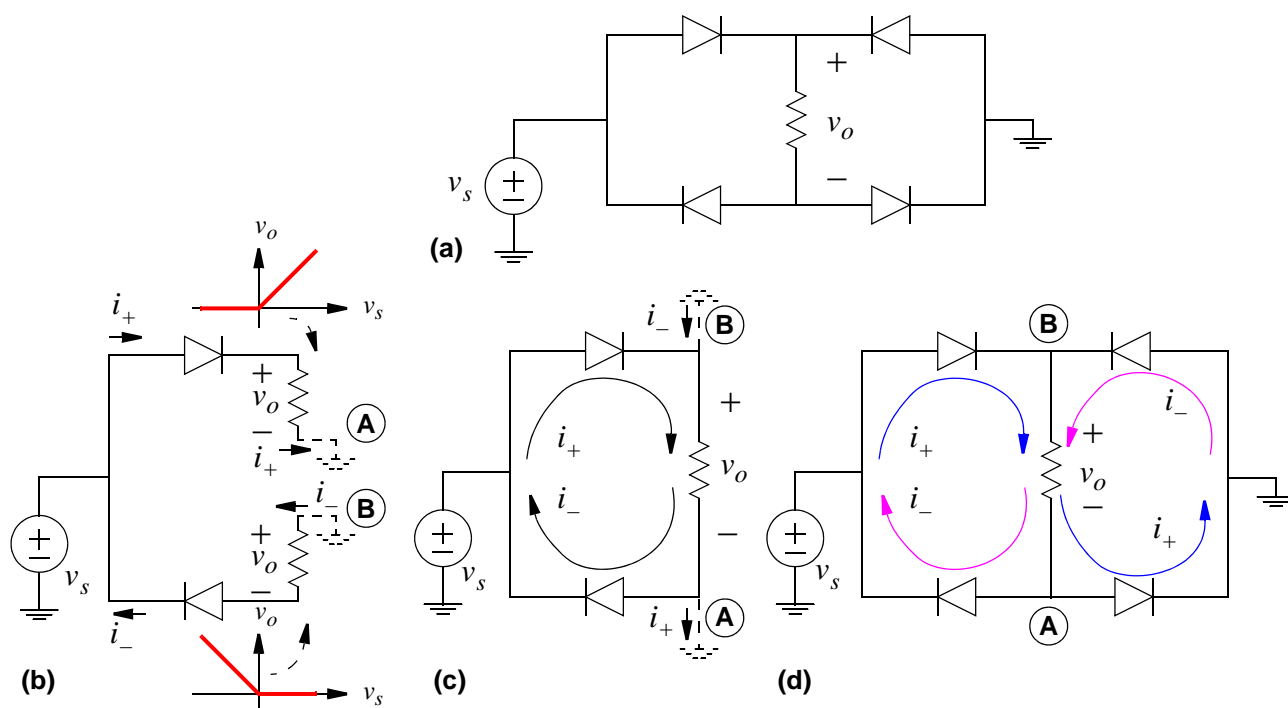 +
v_o
−
v_s
+
−
(a)
v_o
v_s
i_+
+
v_o
−
A
i_+
i_−
B
+
v_o
−
+
−
v_s
i_−
v_o
v_s
(b)
i_−
B
+
i_+
v_o
i_−
−
+
−
v_s
i_+
A
(c)
B
i_−
i_+
+
v_o
−
i_−
i_+
+
−
v_s
A
(d)